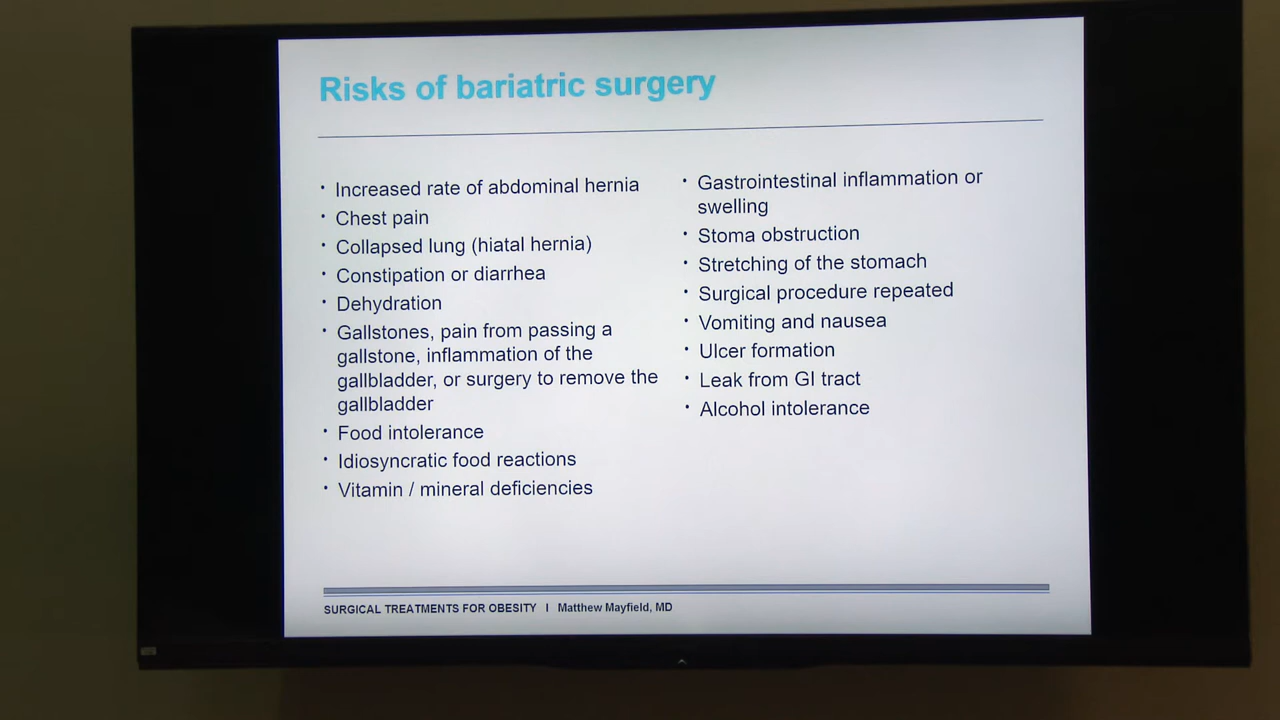 Risks of bariatric surgery
• Increased rate of abdominal hernia
• Chest pain
• Collapsed lung (hiatal hernia)
• Constipation or diarrhea
• Dehydration
• Gallstones, pain from passing a
gallstone, inflammation of the
gallbladder, or surgery to remove the
gallbladder
• Food intolerance
• Idiosyncratic food reactions
• Vitamin / mineral deficiencies
• Gastrointestinal inflammation or
swelling
• Stoma obstruction
• Stretching of the stomach
• Surgical procedure repeated
• Vomiting and nausea
• Ulcer formation
• Leak from GI tract
• Alcohol intolerance
SURGICAL TREATMENTS FOR OBESITY I Matthew Mayfield, MD